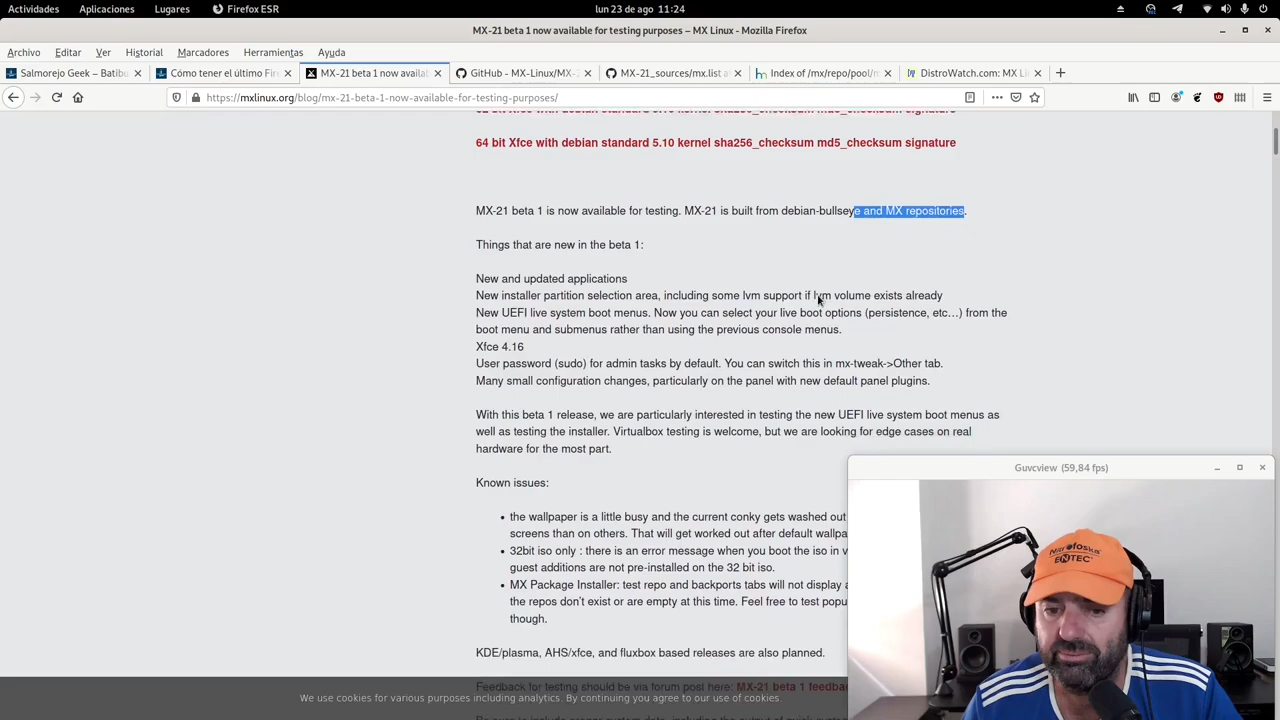 Actividades Aplicaciones Lugares Firefox ESR lun 23 de ago 11:24
MX-21 beta 1 now available for testing purposes – MX Linux - Mozilla Firefox
Archivo Editar Ver Historial Marcadores Herramientas Ayuda
Salmorejo Geek – Batibu Cómo tener el último Fire MX-21 beta 1 now availa GitHub - MX-Linux/MX- MX-21_sources/mx.list a Index of /mx/repo/pool/m DistroWatch.com: MX Li
https://mxlinux.org/blog/mx-21-beta-1-now-available-for-testing-purposes/
64 bit Xfce with debian standard 5.10 kernel sha256_checksum md5_checksum signature
MX-21 beta 1 is now available for testing. MX-21 is built from debian-bullseye and MX repositories.
Things that are new in the beta 1:
New and updated applications
New installer partition selection area, including some lvm support if lvm volume exists already
New UEFI live system boot menus. Now you can select your live boot options (persistence, etc…) from the
boot menu and submenus rather than using the previous console menus.
Xfce 4.16
User password (sudo) for admin tasks by default. You can switch this in mx-tweak->Other tab.
Many small configuration changes, particularly on the panel with new default panel plugins.
With this beta 1 release, we are particularly interested in testing the new UEFI live system boot menus as
well as testing the installer. Virtualbox testing is welcome, but we are looking for edge cases on real
hardware for the most part.
Known issues:
Guvcview (59,84 fps)
• the wallpaper is a little busy and the current conky gets washed out
screens than on others. That will get worked out after default wallpa
• 32bit iso only : there is an error message when you boot the iso in v
guest additions are not pre-installed on the 32 bit iso.
• MX Package Installer: test repo and backports tabs will not display a
the repos don't exist or are empty at this time. Feel free to test popu
though.
KDE/plasma, AHS/xfce, and fluxbox based releases are also planned.
Feedback for testing should be via forum post here: MX-21 beta 1 feedba
We use cookies for various purposes including analytics. By continuing you agree to our use of cookies.
Nitrofoska
ENTEC